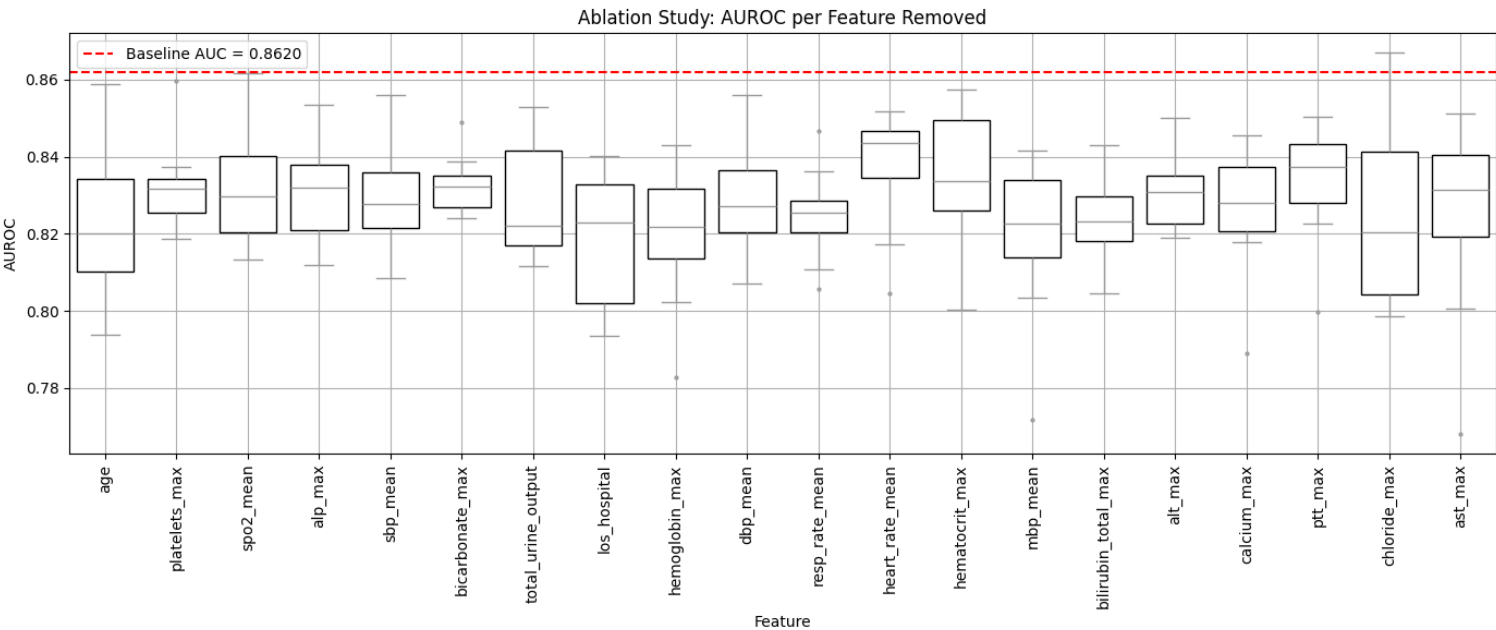 Ablation Study: AUROC per Feature Removed
Baseline AUC = 0.8620
AUROC
0.86
0.84
0.82
0.80
0.78
age
platelets_max
spo2_mean
alp_max
sbp_mean
bicarbonate_max
total_urine_output
los_hospital
hemoglobin_max
dbp_mean
resp_rate_mean
heart_rate_mean
hematocrit_max
mbp_mean
bilirubin_total_max
alt_max
calcium_max
ptt_max
chloride_max
ast_max
Feature